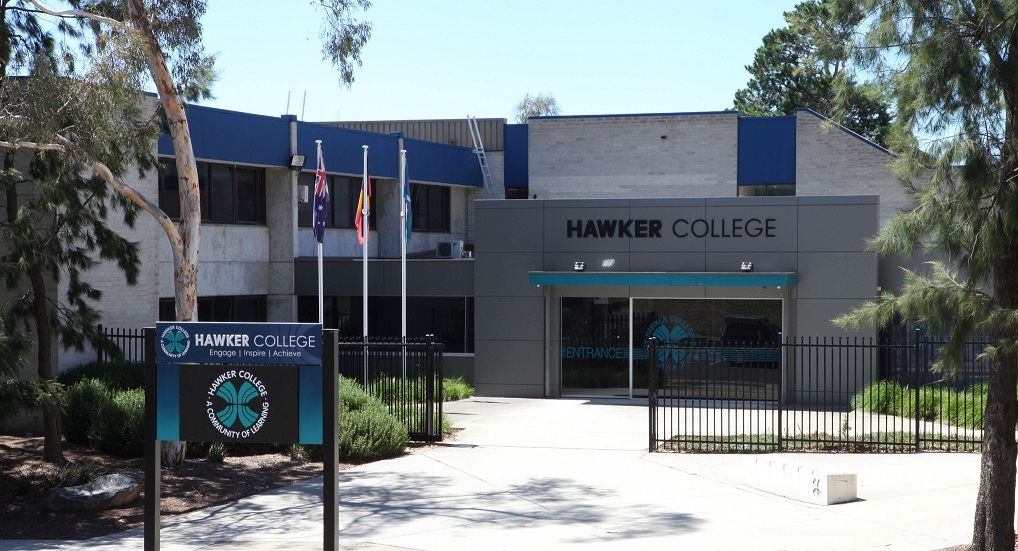 HAWKER COLLEGE
ENTRANCE
HAWKER COLLEGE
Engage | Inspire | Achieve
HAWKER COLLEGE
A COMMUNITY OF LEARNING